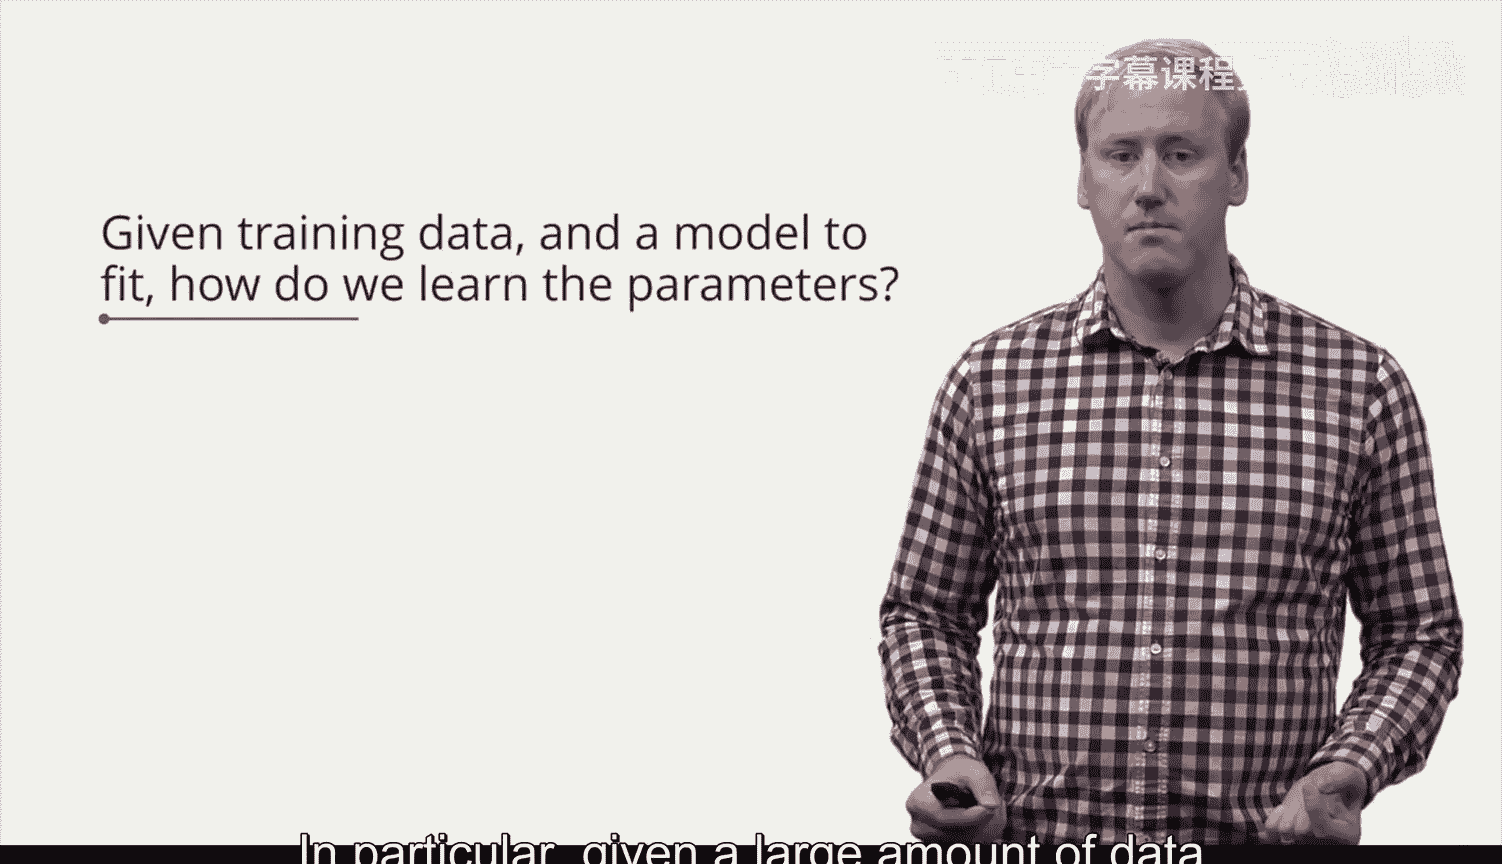 字幕课程
Given training data, and a model to
fit, how do we learn the parameters?
In particular, given a large amount of data